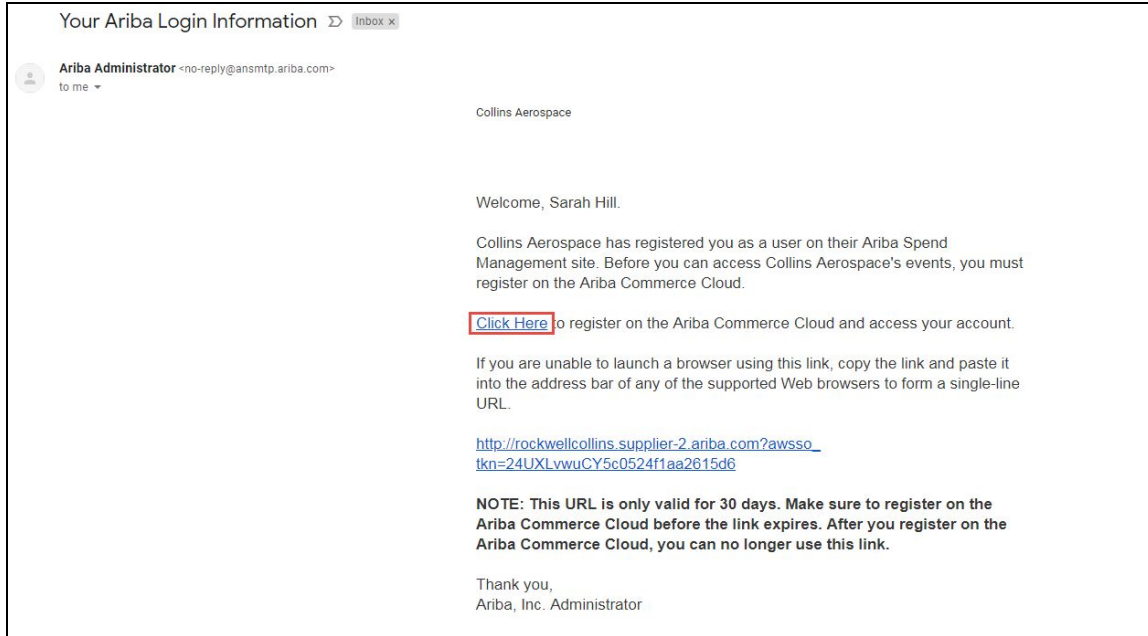 Your Ariba Login Information Inbox x
Ariba Administrator <no-reply@ansmtp.ariba.com>
to me
Collins Aerospace
Welcome, Sarah Hill.
Collins Aerospace has registered you as a user on their Ariba Spend
Management site. Before you can access Collins Aerospace's events, you must
register on the Ariba Commerce Cloud.
Click Here to register on the Ariba Commerce Cloud and access your account.
If you are unable to launch a browser using this link, copy the link and paste it
into the address bar of any of the supported Web browsers to form a single-line
URL.
http://rockwellcollins.supplier-2.ariba.com?awsso_
tkn=24UXLvwuCY5c0524f1aa2615d6
NOTE: This URL is only valid for 30 days. Make sure to register on the
Ariba Commerce Cloud before the link expires. After you register on the
Ariba Commerce Cloud, you can no longer use this link.
Thank you,
Ariba, Inc. Administrator